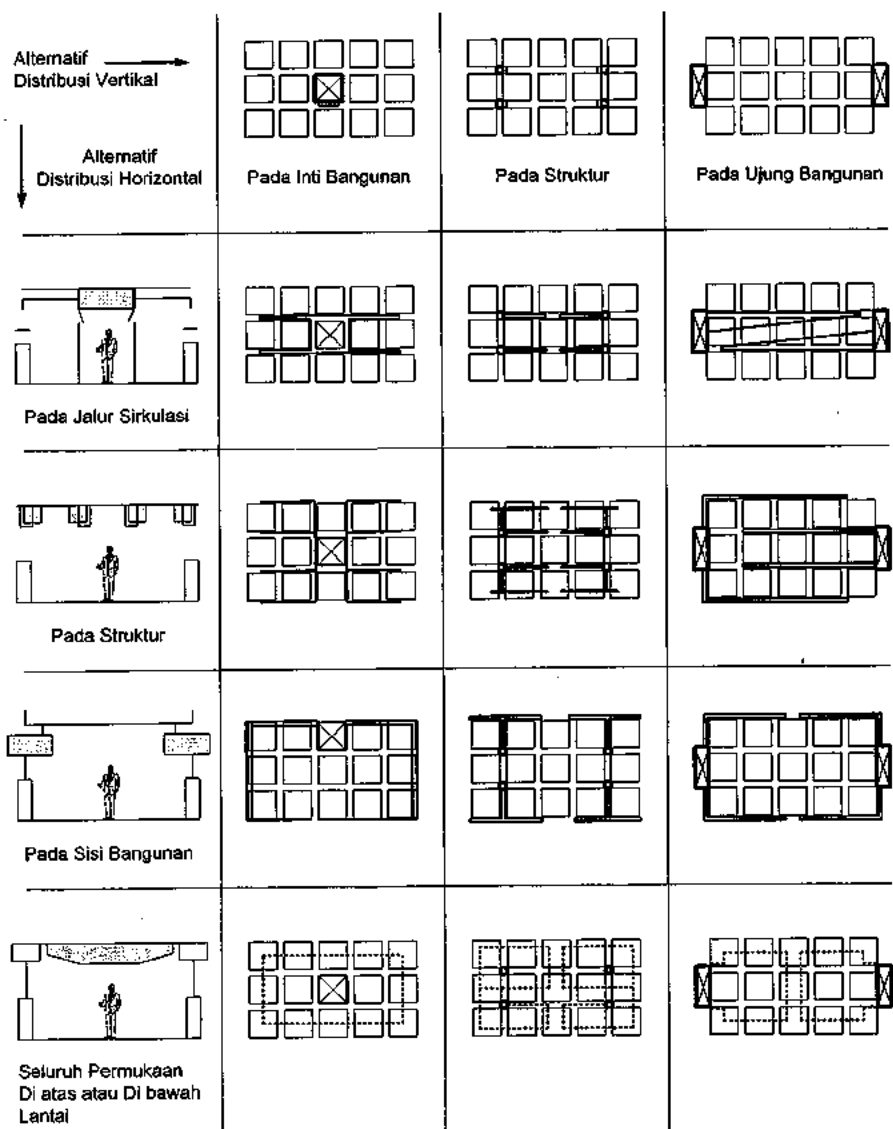 Alternatif
Distribusi Vertikal
Alternatif
Distribusi Horizontal
Pada Inti Bangunan
Pada Struktur
Pada Ujung Bangunan
Pada Jalur Sirkulasi
Pada Struktur
Pada Sisi Bangunan
Seluruh Permukaan
Di atas atau Di bawah
Lantai